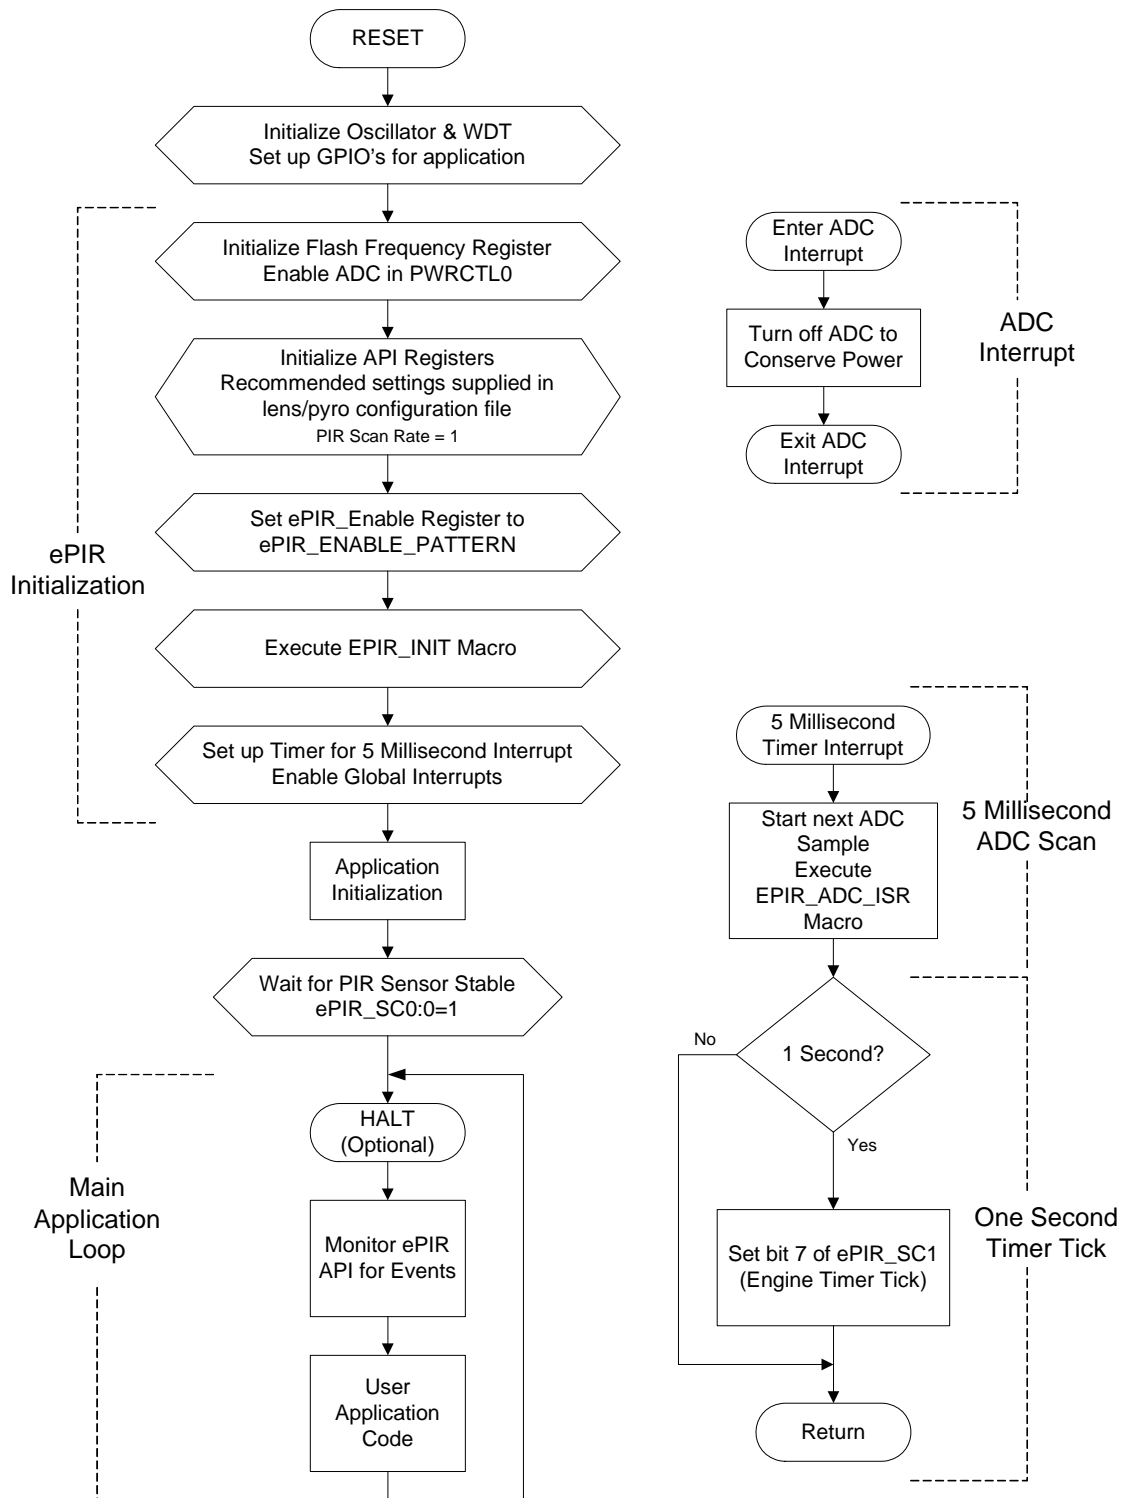 RESET
Initialize Oscillator & WDT
Set up GPIO's for application
Initialize Flash Frequency Register
Enable ADC in PWRCTL0
Initialize API Registers
Recommended settings supplied in
lens/pyro configuration file
PIR Scan Rate = 1
Set ePIR_Enable Register to
ePIR_ENABLE_PATTERN
ePIR
Initialization
Execute EPIR_INIT Macro
Set up Timer for 5 Millisecond Interrupt
Enable Global Interrupts
Application
Initialization
Wait for PIR Sensor Stable
ePIR_SC0:0=1
HALT
(Optional)
Main
Application
Loop
Monitor ePIR
API for Events
User
Application
Code
Enter ADC
Interrupt
Turn off ADC to
Conserve Power
Exit ADC
Interrupt
ADC
Interrupt
5 Millisecond
Timer Interrupt
Start next ADC
Sample
Execute
EPIR_ADC_ISR
Macro
5 Millisecond
ADC Scan
1 Second?
No
Yes
Set bit 7 of ePIR_SC1
(Engine Timer Tick)
One Second
Timer Tick
Return